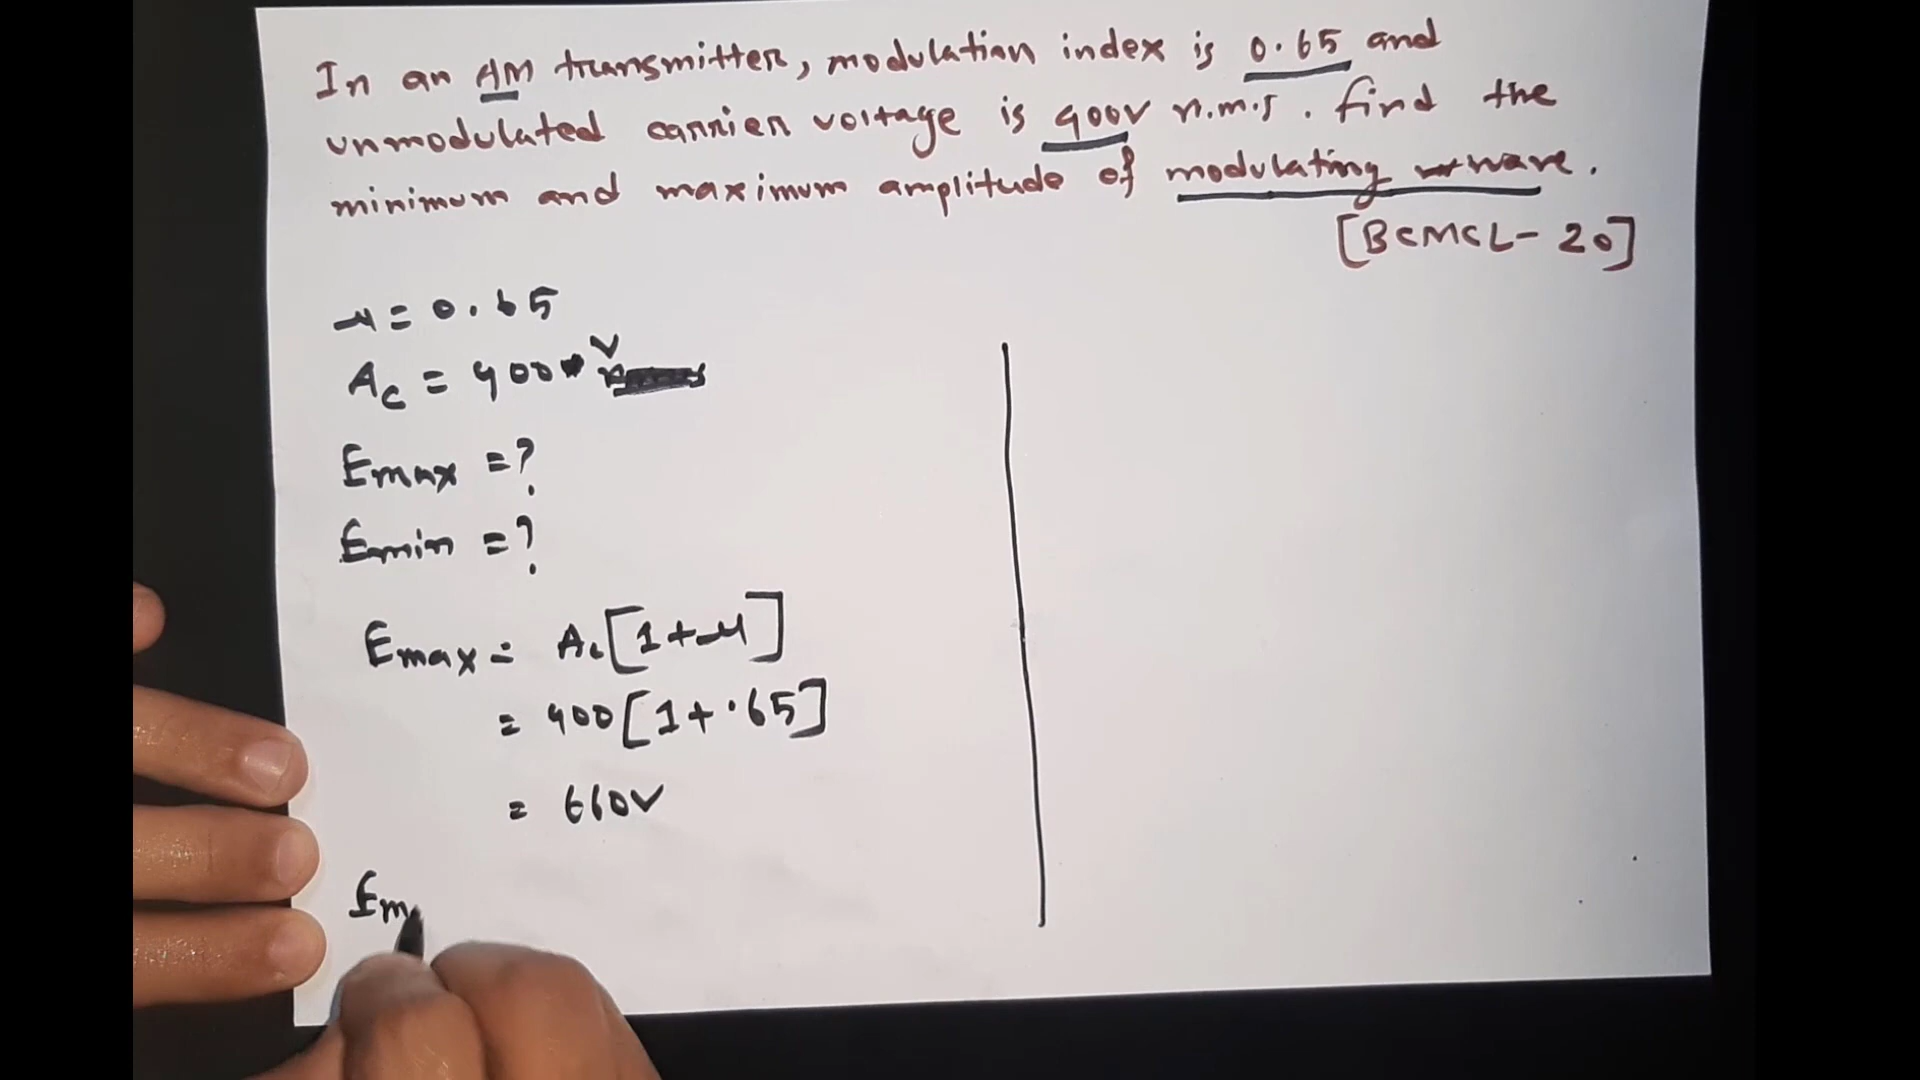 In an AM transmitter, modulation index is 0.65 and
unmodulated carrier voltage is 400V r.m.s. find the
minimum and maximum amplitude of modulating wave.
[BCMCL-20]
μ = 0.65
Ac = 400 V
Emax = ?
Emin = ?
Emax = Ac[1+μ]
= 400[1+.65]
= 660V
Em